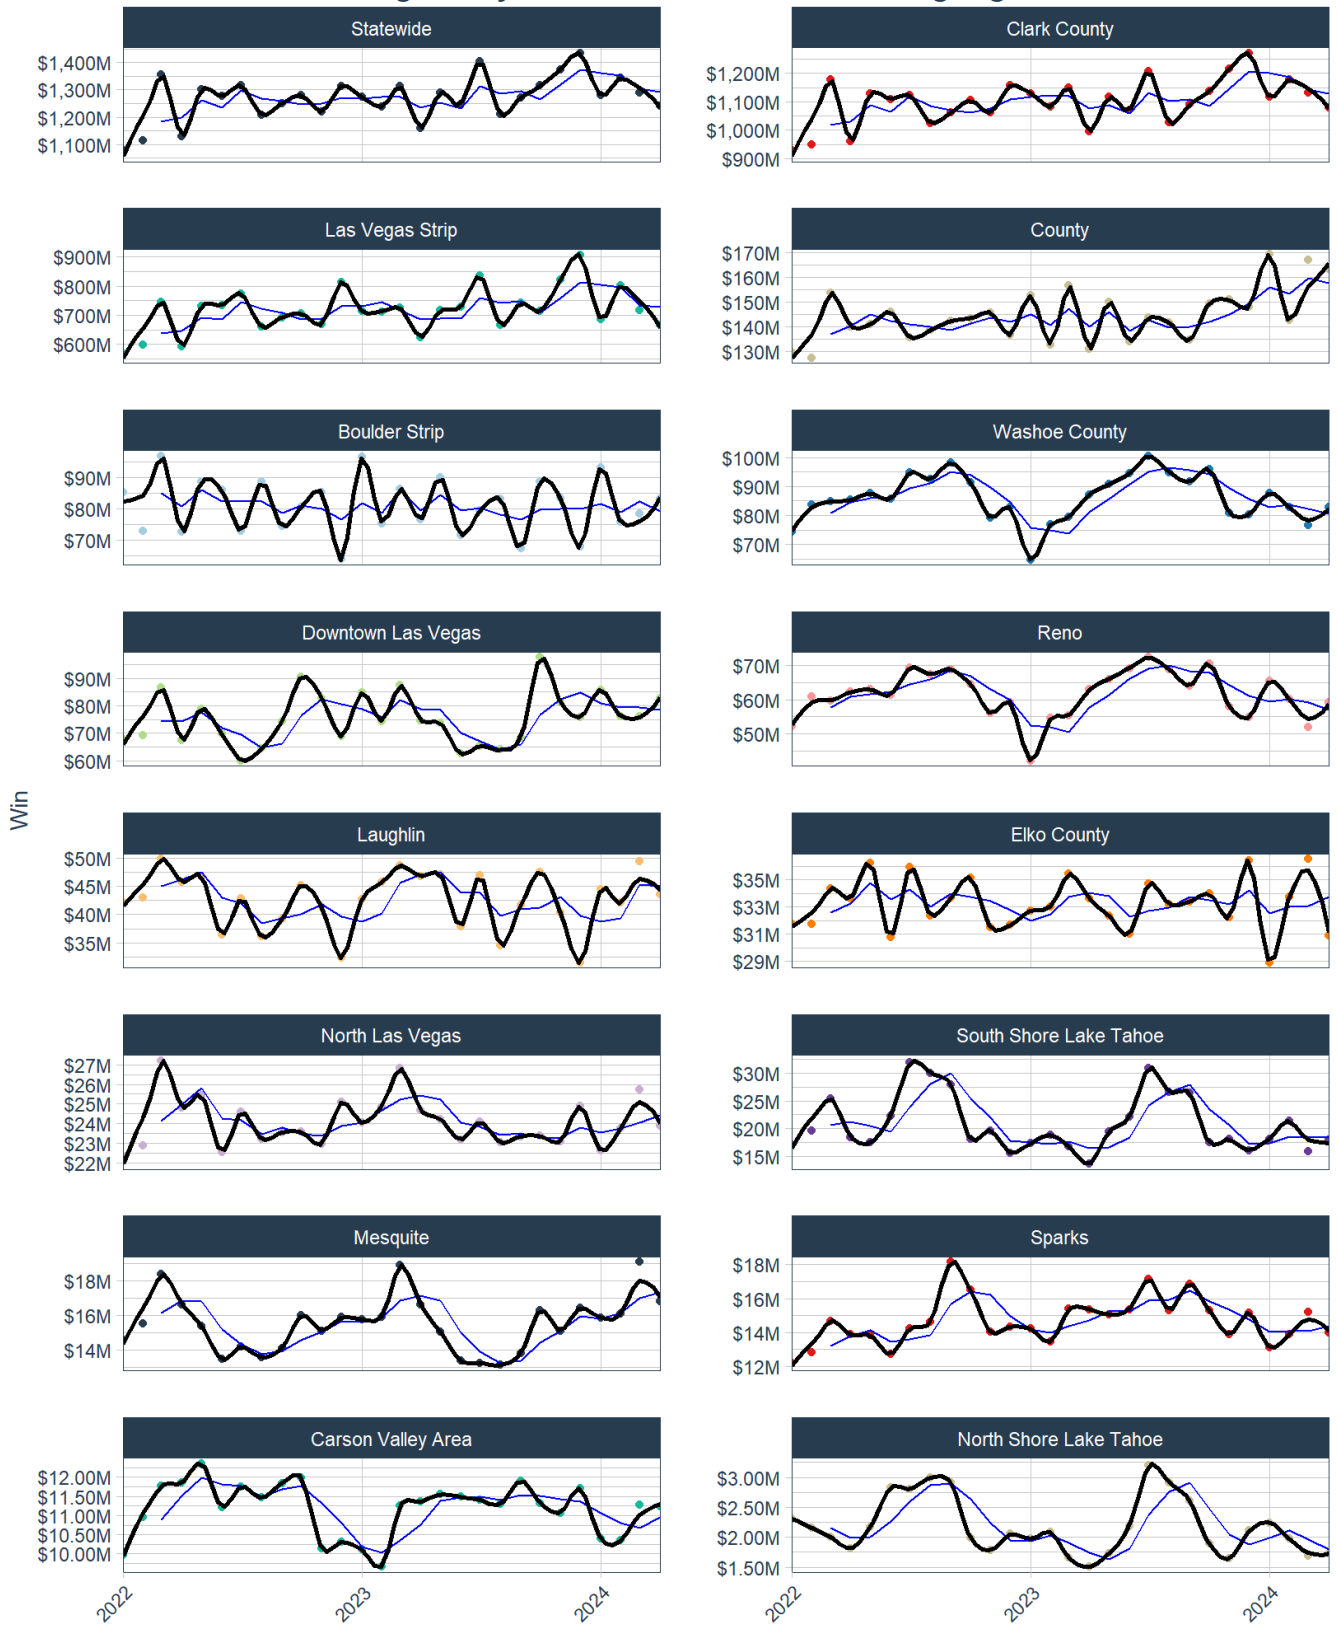 Statewide
Clark County
$1,400M
$1,300M
$1,200M
$1,100M
$1,200M
$1,100M
$1,000M
$900M
Las Vegas Strip
County
$900M
$800M
$700M
$600M
$170M
$160M
$150M
$140M
$130M
Boulder Strip
Washoe County
$90M
$80M
$70M
$100M
$90M
$80M
$70M
Downtown Las Vegas
Reno
$90M
$80M
$70M
$60M
$70M
$60M
$50M
Win
Laughlin
Elko County
$50M
$45M
$40M
$35M
$35M
$33M
$31M
$29M
North Las Vegas
South Shore Lake Tahoe
$27M
$26M
$25M
$24M
$23M
$22M
$30M
$25M
$20M
$15M
Mesquite
Sparks
$18M
$16M
$14M
$18M
$16M
$14M
$12M
Carson Valley Area
North Shore Lake Tahoe
$12.00M
$11.50M
$11.00M
$10.50M
$10.00M
$3.00M
$2.50M
$2.00M
$1.50M
2022
2023
2024
2022
2023
2024